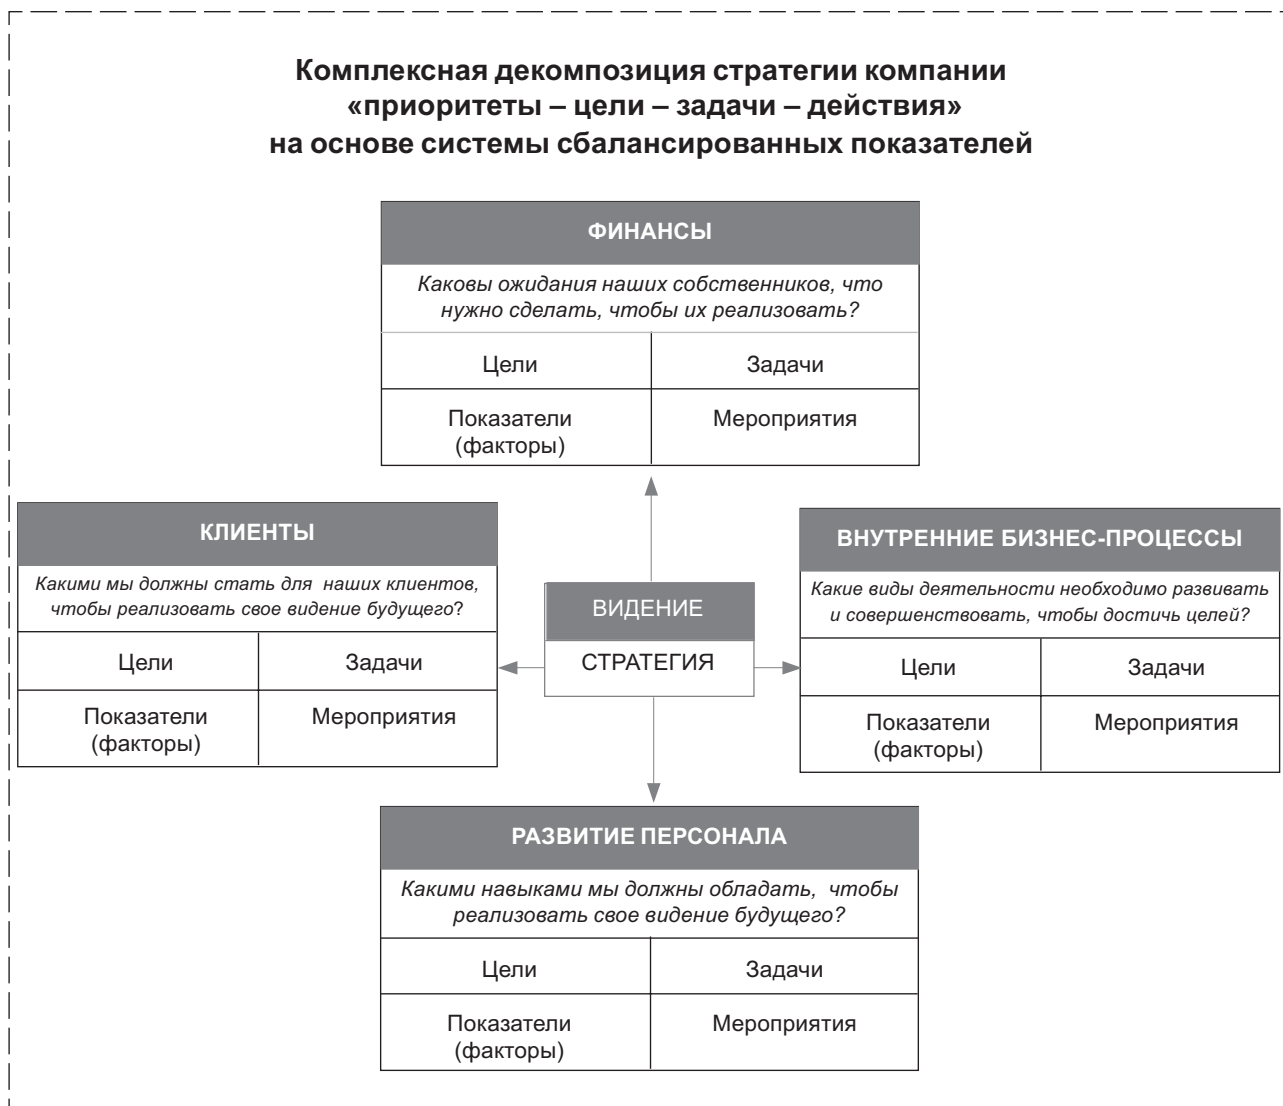 Комплексная декомпозиция стратегии компании
«приоритеты – цели – задачи – действия»
на основе системы сбалансированных показателей
ФИНАНСЫ
Каковы ожидания наших собственников, что
нужно сделать, чтобы их реализовать?
Цели
Задачи
Показатели
(факторы)
Мероприятия
КЛИЕНТЫ
Какими мы должны стать для наших клиентов,
чтобы реализовать свое видение будущего?
Цели
Задачи
Показатели
(факторы)
Мероприятия
ВИДЕНИЕ
СТРАТЕГИЯ
ВНУТРЕННИЕ БИЗНЕС-ПРОЦЕССЫ
Какие виды деятельности необходимо развивать
и совершенствовать, чтобы достичь целей?
Цели
Задачи
Показатели
(факторы)
Мероприятия
РАЗВИТИЕ ПЕРСОНАЛА
Какими навыками мы должны обладать, чтобы
реализовать свое видение будущего?
Цели
Задачи
Показатели
(факторы)
Мероприятия